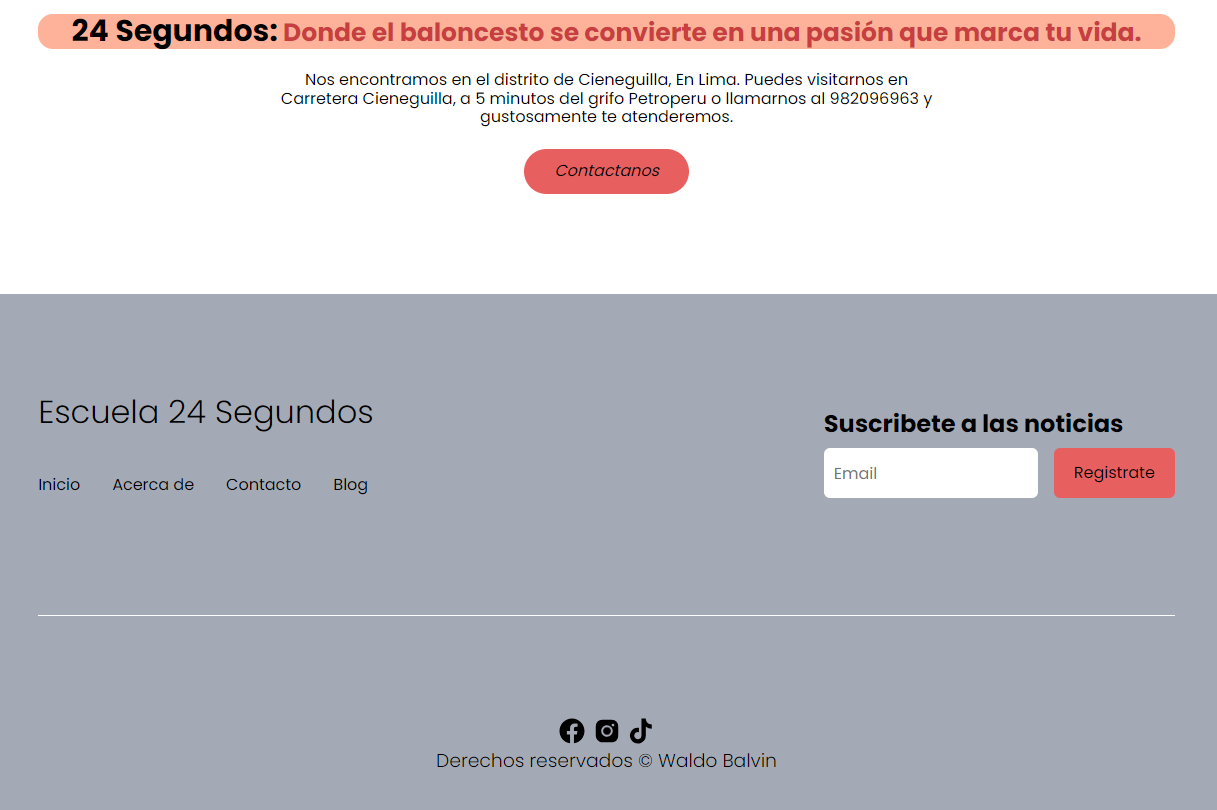 24 Segundos: Donde el baloncesto se convierte en una pasión que marca tu vida.
Nos encontramos en el distrito de Cieneguilla, En Lima. Puedes visitarnos en
Carretera Cieneguilla, a 5 minutos del grifo Petroperu o llamarnos al 982096963 y
gustosamente te atenderemos.
Contactanos
Escuela 24 Segundos
Inicio Acerca de Contacto Blog
Suscribete a las noticias
Email Registrate
Derechos reservados © Waldo Balvin